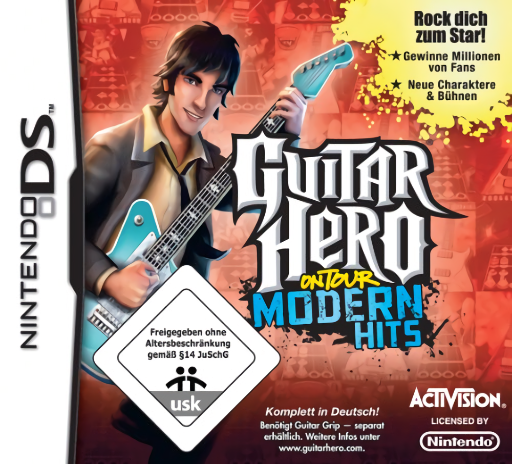 Rock dich
zum Star!
★Gewinne Millionen
von Fans
★ Neue Charaktere
& Bühnen
NINTENDO DS™
GUITAR
HERO
ON TOUR
MODERN
HITS
Freigegeben ohne
Altersbeschränkung
gemäß §14 JuSchG
usk
Komplett in Deutsch!
Benötigt Guitar Grip – separat
erhältlich. Weitere Infos unter
www.guitarhero.com.
ACTIVISION®
LICENSED BY
Nintendo®